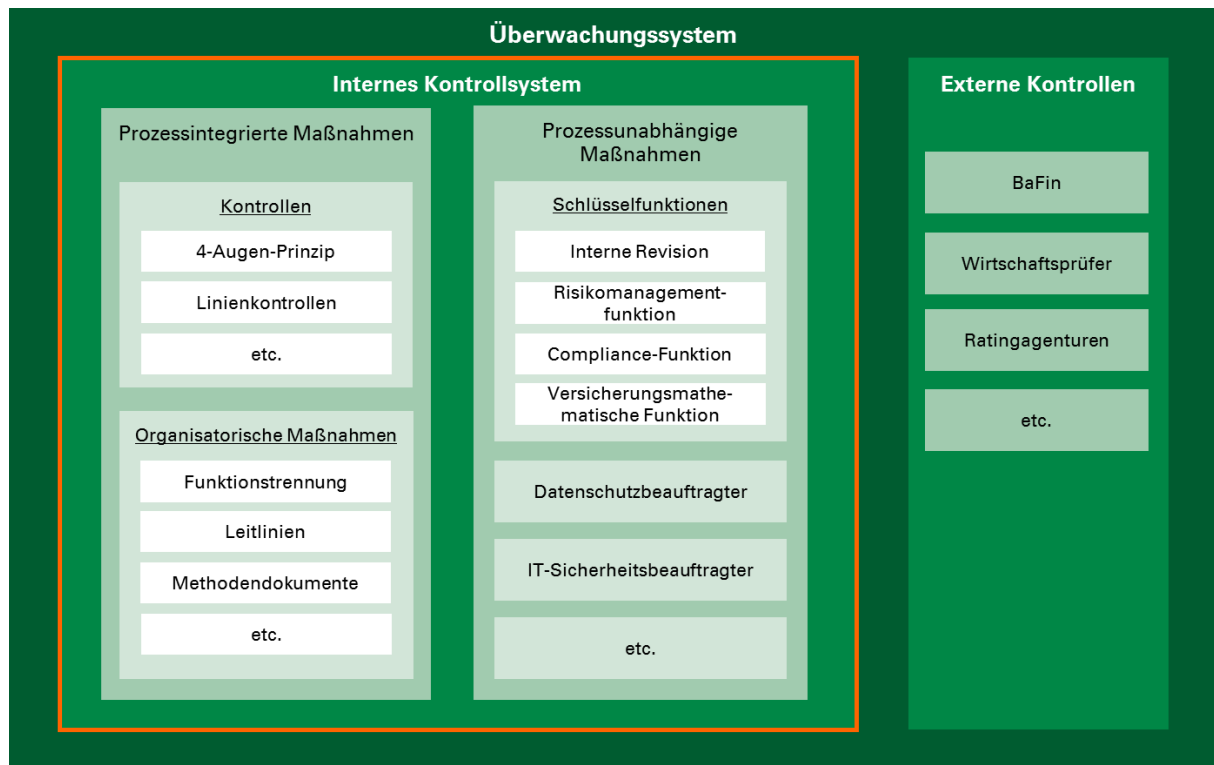 Überwachungssystem
Internes Kontrollsystem
Prozessintegrierte Maßnahmen
Kontrollen
4-Augen-Prinzip
Linienkontrollen
etc.
Organisatorische Maßnahmen
Funktionstrennung
Leitlinien
Methodendokumente
etc.
Prozessunabhängige
Maßnahmen
Schlüsselfunktionen
Interne Revision
Risikomanagement-
funktion
Compliance-Funktion
Versicherungsmathe-
matische Funktion
Datenschutzbeauftragter
IT-Sicherheitsbeauftragter
etc.
Externe Kontrollen
BaFin
Wirtschaftsprüfer
Ratingagenturen
etc.